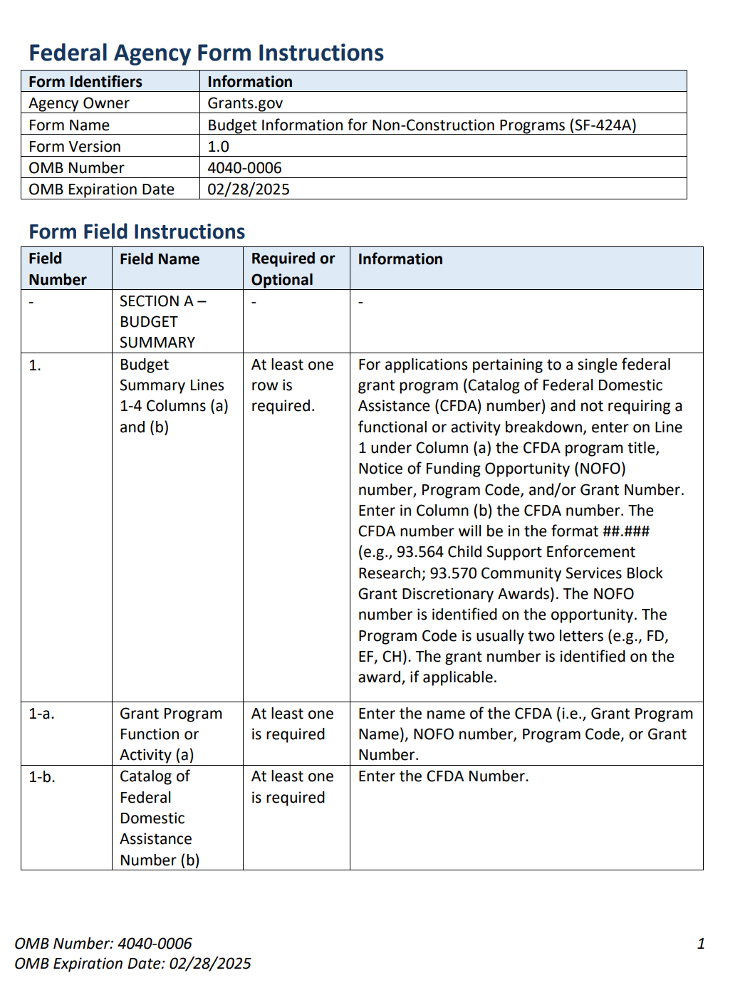 Federal Agency Form Instructions
Form Identifiers Information
Agency Owner Grants.gov
Form Name Budget Information for Non-Construction Programs (SF-424A)
Form Version 1.0
OMB Number 4040-0006
OMB Expiration Date 02/28/2025
Form Field Instructions
Field Number Field Name Required or Optional Information
- SECTION A – BUDGET SUMMARY - -
1.
Budget
Summary Lines
1-4 Columns (a)
and (b)
At least one
row is
required.
For applications pertaining to a single federal
grant program (Catalog of Federal Domestic
Assistance (CFDA) number) and not requiring a
functional or activity breakdown, enter on Line
1 under Column (a) the CFDA program title,
Notice of Funding Opportunity (NOFO)
number, Program Code, and/or Grant Number.
Enter in Column (b) the CFDA number. The
CFDA number will be in the format ##.###
(e.g., 93.564 Child Support Enforcement
Research; 93.570 Community Services Block
Grant Discretionary Awards). The NOFO
number is identified on the opportunity. The
Program Code is usually two letters (e.g., FD,
EF, CH). The grant number is identified on the
award, if applicable.
1-a.
Grant Program
Function or
Activity (a)
At least one
is required
Enter the name of the CFDA (i.e., Grant Program
Name), NOFO number, Program Code, or Grant
Number.
1-b.
Catalog of
Federal
Domestic
Assistance
Number (b)
At least one
is required
Enter the CFDA Number.
OMB Number: 4040-0006 1
OMB Expiration Date: 02/28/2025